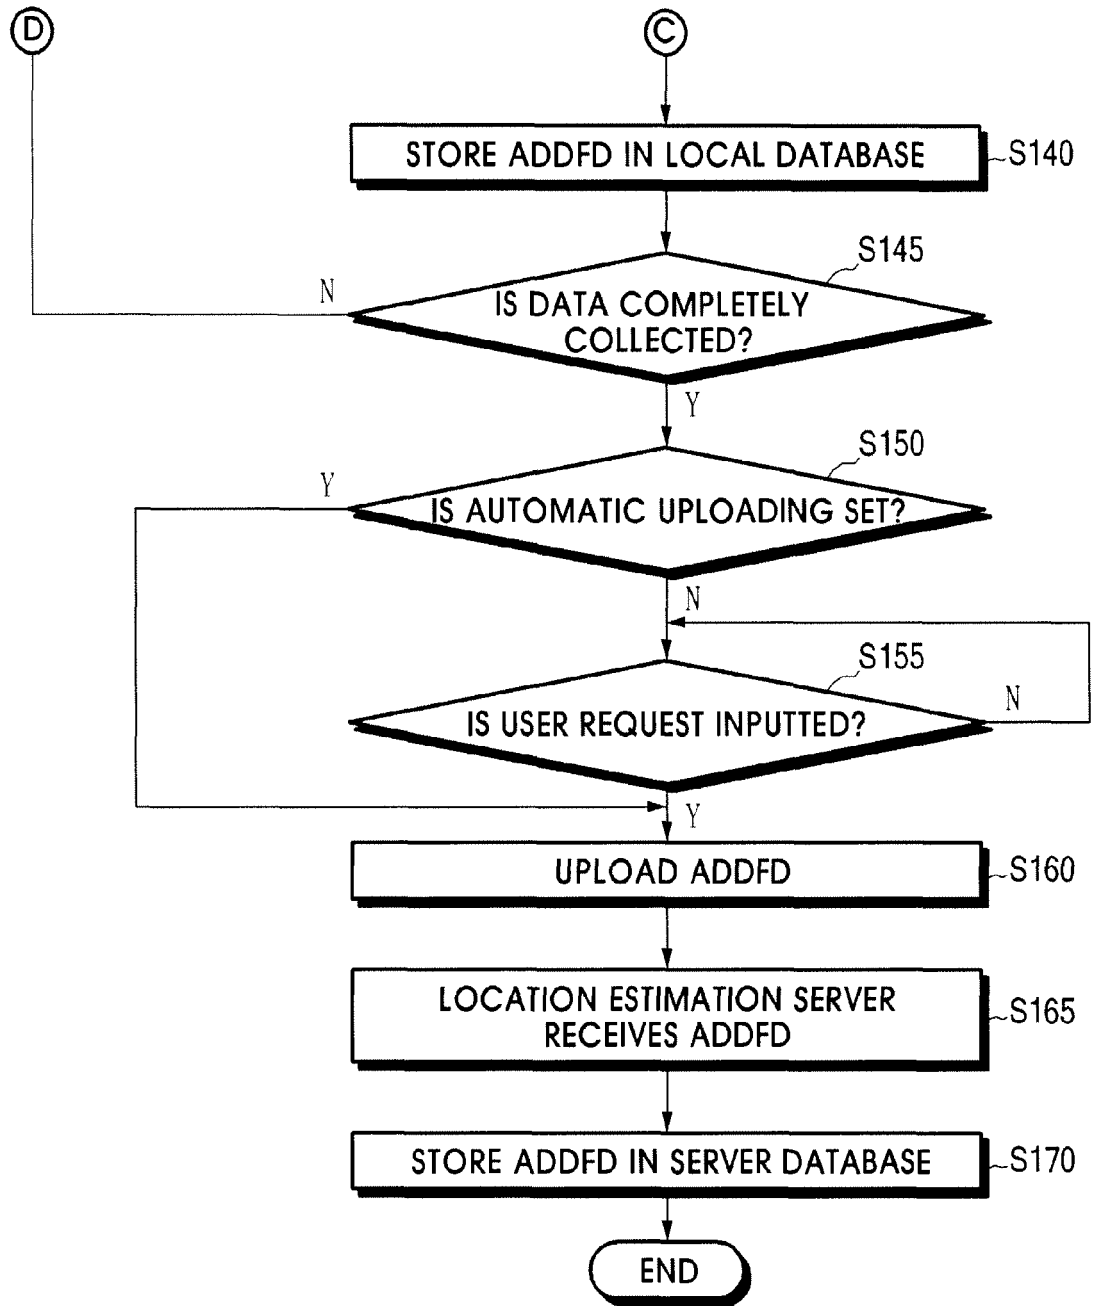 D
C
STORE ADDFD IN LOCAL DATABASE
S140
S145
N
IS DATA COMPLETELY
COLLECTED?
Y
S150
Y
IS AUTOMATIC UPLOADING SET?
N
S155
IS USER REQUEST INPUTTED?
N
Y
UPLOAD ADDFD
S160
LOCATION ESTIMATION SERVER
RECEIVES ADDFD
S165
STORE ADDFD IN SERVER DATABASE
S170
END